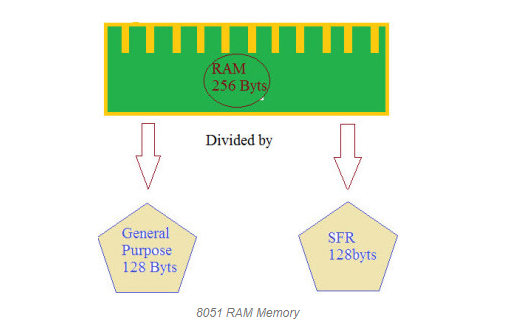 RAM
256 Byts
Divided by
General
Purpose
128 Byts
SFR
128byts
8051 RAM Memory